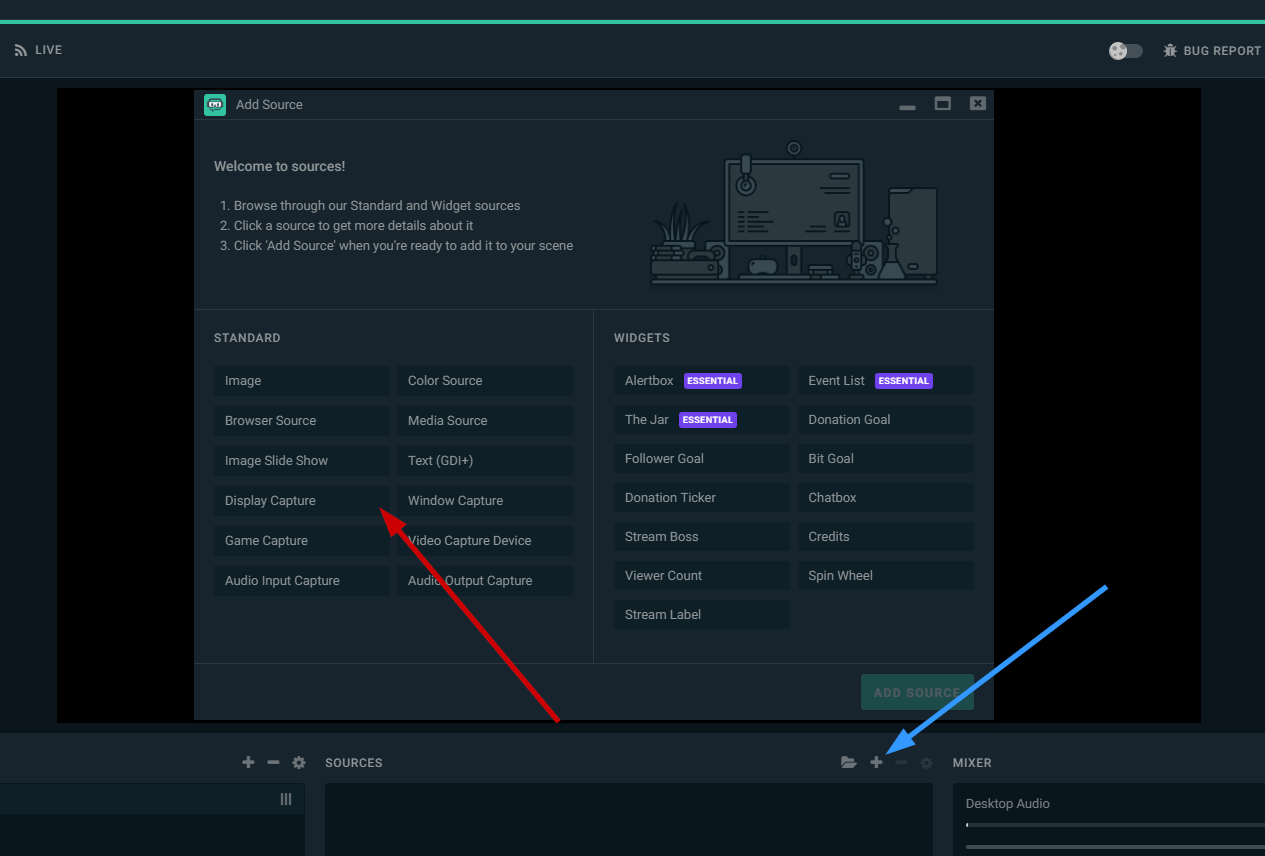 LIVE
BUG REPORT
Add Source
Welcome to sources!
1. Browse through our Standard and Widget sources
2. Click a source to get more details about it
3. Click 'Add Source' when you're ready to add it to your scene
STANDARD
Image
Color Source
Browser Source
Media Source
Image Slide Show
Text (GDI+)
Display Capture
Window Capture
Game Capture
Video Capture Device
Audio Input Capture
Audio Output Capture
WIDGETS
Alertbox ESSENTIAL
Event List ESSENTIAL
The Jar ESSENTIAL
Donation Goal
Follower Goal
Bit Goal
Donation Ticker
Chatbox
Stream Boss
Credits
Viewer Count
Spin Wheel
Stream Label
ADD SOURCE
SOURCES
MIXER
Desktop Audio